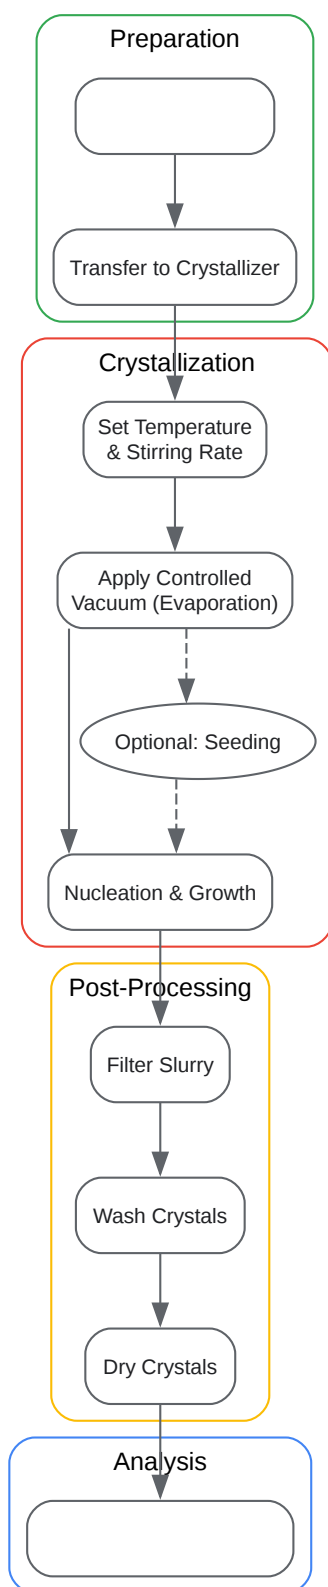 Preparation
Transfer to Crystallizer
Crystallization
Set Temperature
& Stirring Rate
Apply Controlled
Vacuum (Evaporation)
Optional: Seeding
Nucleation & Growth
Post-Processing
Filter Slurry
Wash Crystals
Dry Crystals
Analysis